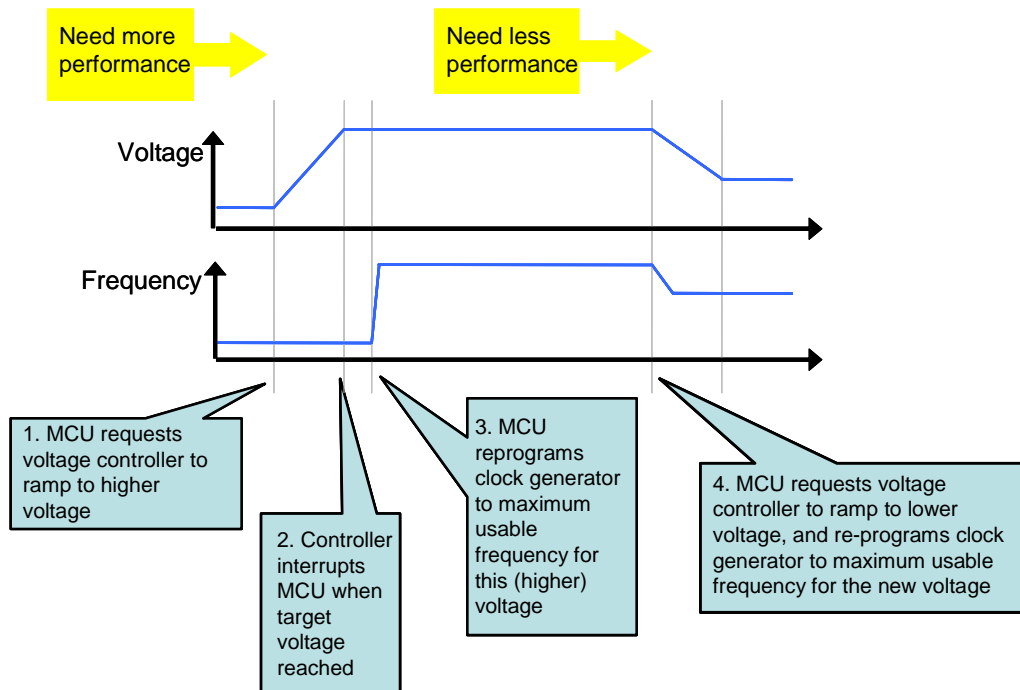 Need more
performance
Need less
performance
Voltage
Frequency
1. MCU requests
voltage controller to
ramp to higher
voltage
2. Controller
interrupts
MCU when
target
voltage
reached
3. MCU
reprograms
clock generator
to maximum
usable
frequency for
this (higher)
voltage
4. MCU requests voltage
controller to ramp to lower
voltage, and re-programs clock
generator to maximum usable
frequency for the new voltage